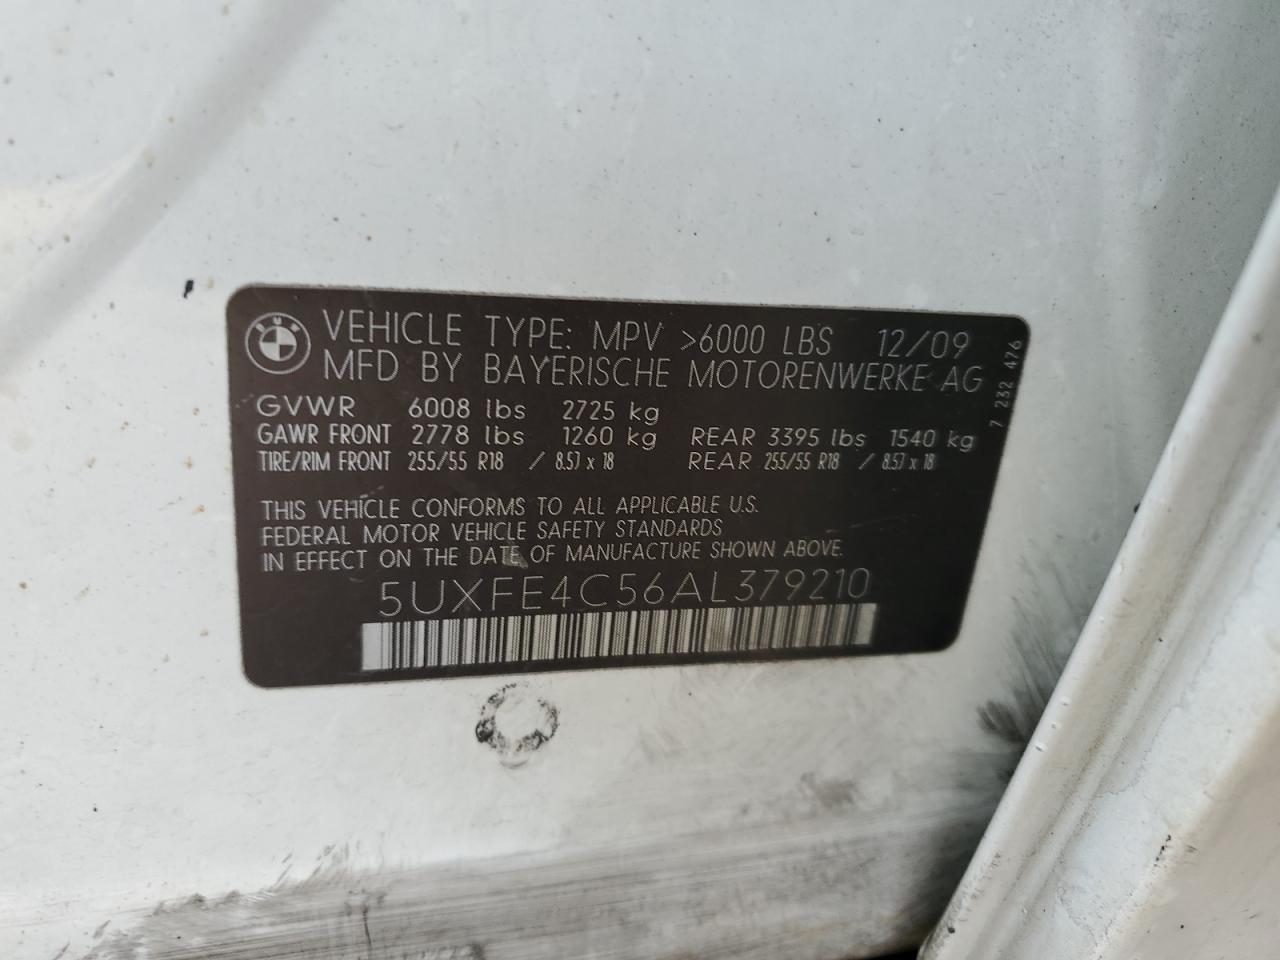 VEHICLE TYPE: MPV >6000 LBS 12/09
MFD BY BAYERISCHE MOTORENWERKE AG
GVWR 6008 lbs 2725 kg
GAWR FRONT 2778 lbs 1260 kg REAR 3395 lbs 1540 kg
TIRE/RIM FRONT 255/55 R18 / 8.5J x 18 REAR 255/55 R18 / 8.5J x 18
THIS VEHICLE CONFORMS TO ALL APPLICABLE U.S.
FEDERAL MOTOR VEHICLE SAFETY STANDARDS
IN EFFECT ON THE DATE OF MANUFACTURE SHOWN ABOVE.
5UXFE4C56AL379210
7 232 476